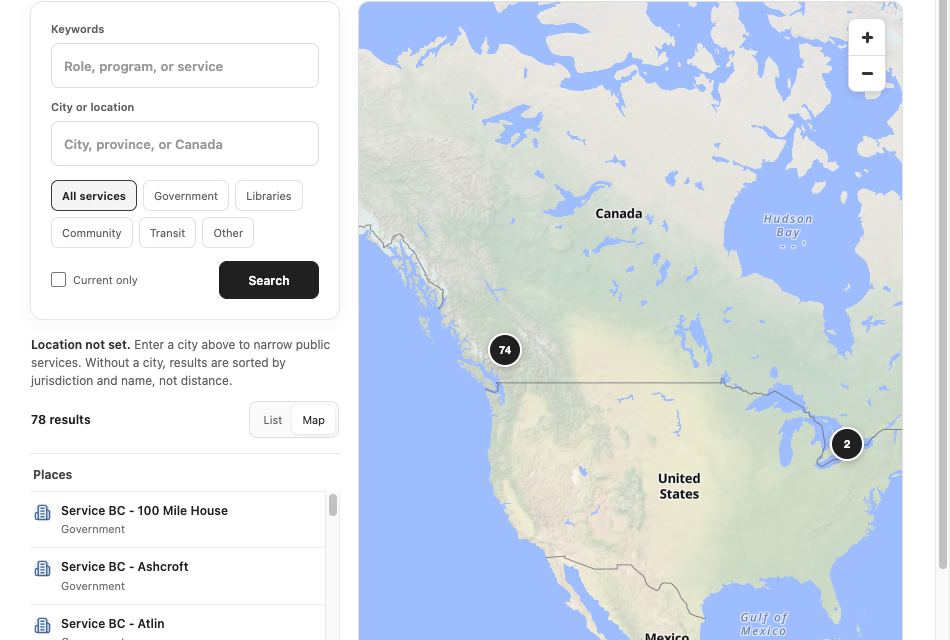 Keywords
Role, program, or service
City or location
City, province, or Canada
All services
Government
Libraries
Community
Transit
Other
Current only
Search
Location not set. Enter a city above to narrow public
services. Without a city, results are sorted by
jurisdiction and name, not distance.
78 results
List
Map
Places
Service BC - 100 Mile House
Government
Service BC - Ashcroft
Government
Service BC - Atlin
+
−
Canada
Hudson
Bay
74
2
United
States
Gulf of
Mexico
Mexico